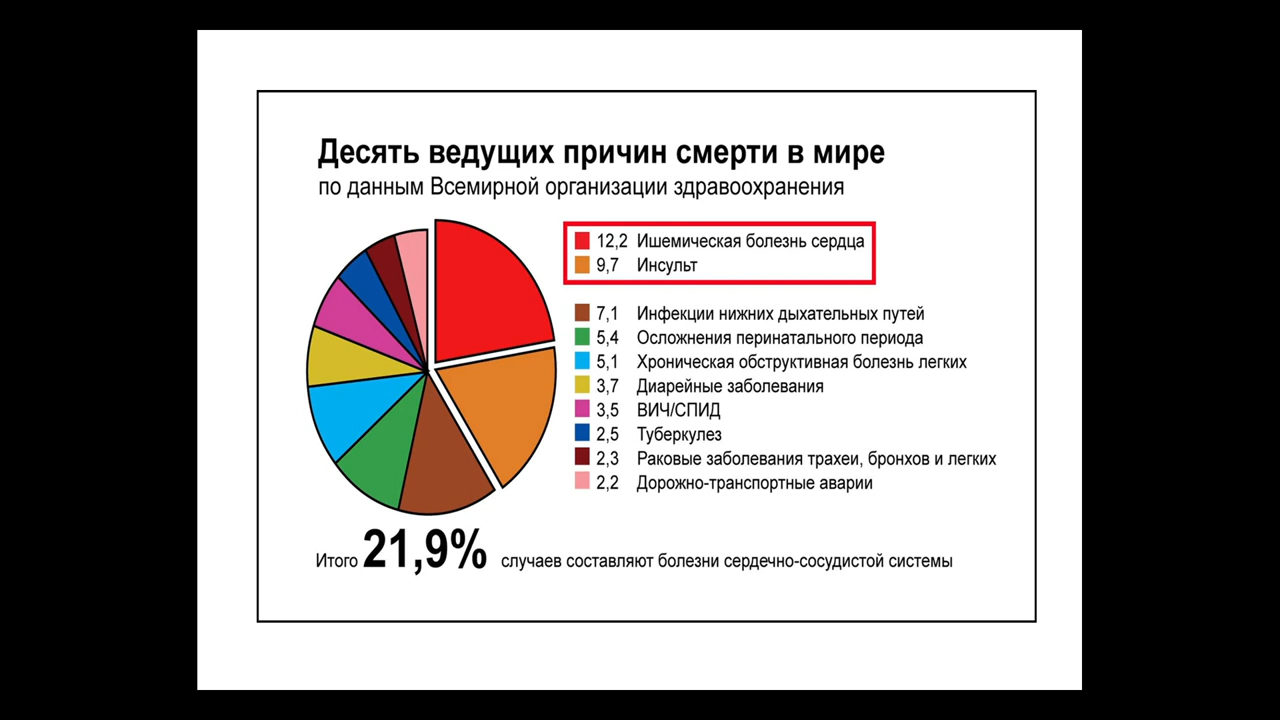 Десять ведущих причин смерти в мире
по данным Всемирной организации здравоохранения
12,2 Ишемическая болезнь сердца
9,7 Инсульт
7,1 Инфекции нижних дыхательных путей
5,4 Осложнения перинатального периода
5,1 Хроническая обструктивная болезнь легких
3,7 Диарейные заболевания
3,5 ВИЧ/СПИД
2,5 Туберкулез
2,3 Раковые заболевания трахеи, бронхов и легких
2,2 Дорожно-транспортные аварии
Итого 21,9% случаев составляют болезни сердечно-сосудистой системы